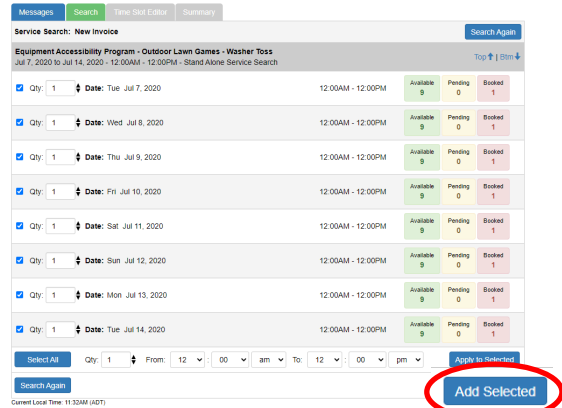 Messages Search Time Slot Editor Summary
Service Search: New Invoice Search Again
Equipment Accessibility Program - Outdoor Lawn Games - Washer Toss
Jul 7, 2020 to Jul 14, 2020 - 12:00AM - 12:00PM - Stand Alone Service Search Top | Btm
Available Pending Booked
Qty: 1 Date: Tue Jul 7, 2020 12:00AM - 12:00PM 9 0 1
Available Pending Booked
Qty: 1 Date: Wed Jul 8, 2020 12:00AM - 12:00PM 9 0 1
Available Pending Booked
Qty: 1 Date: Thu Jul 9, 2020 12:00AM - 12:00PM 9 0 1
Available Pending Booked
Qty: 1 Date: Fri Jul 10, 2020 12:00AM - 12:00PM 9 0 1
Available Pending Booked
Qty: 1 Date: Sat Jul 11, 2020 12:00AM - 12:00PM 9 0 1
Available Pending Booked
Qty: 1 Date: Sun Jul 12, 2020 12:00AM - 12:00PM 9 0 1
Available Pending Booked
Qty: 1 Date: Mon Jul 13, 2020 12:00AM - 12:00PM 9 0 1
Available Pending Booked
Qty: 1 Date: Tue Jul 14, 2020 12:00AM - 12:00PM 9 0 1
Select All Qty: 1 From: 12 : 00 am To: 12 : 00 pm Apply to Selected
Search Again Add Selected
Current Local Time: 11:32AM (ADT)